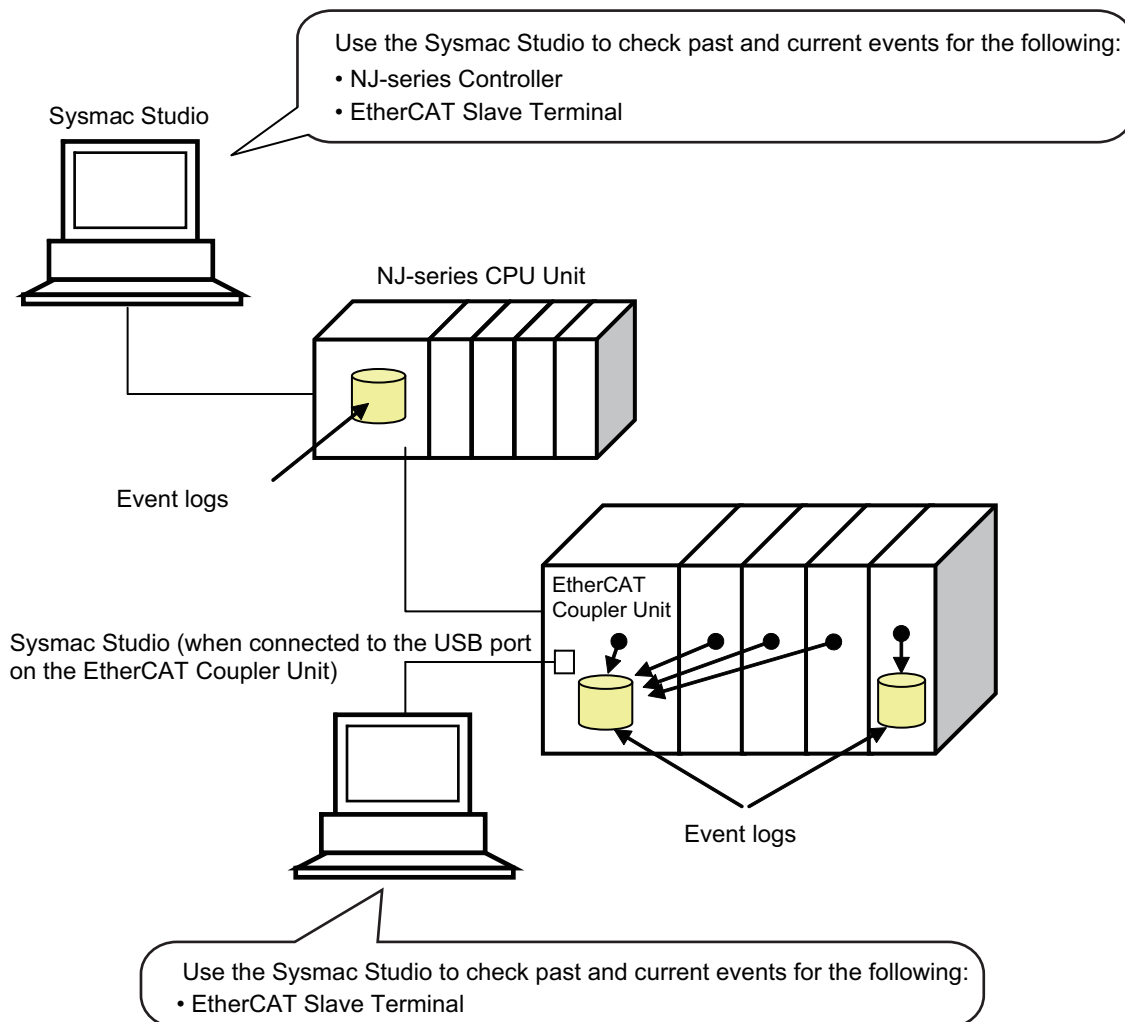 Use the Sysmac Studio to check past and current events for the following:
• NJ-series Controller
• EtherCAT Slave Terminal
Sysmac Studio
NJ-series CPU Unit
Event logs
EtherCAT
Coupler Unit
Sysmac Studio (when connected to the USB port
on the EtherCAT Coupler Unit)
Event logs
Use the Sysmac Studio to check past and current events for the following:
• EtherCAT Slave Terminal